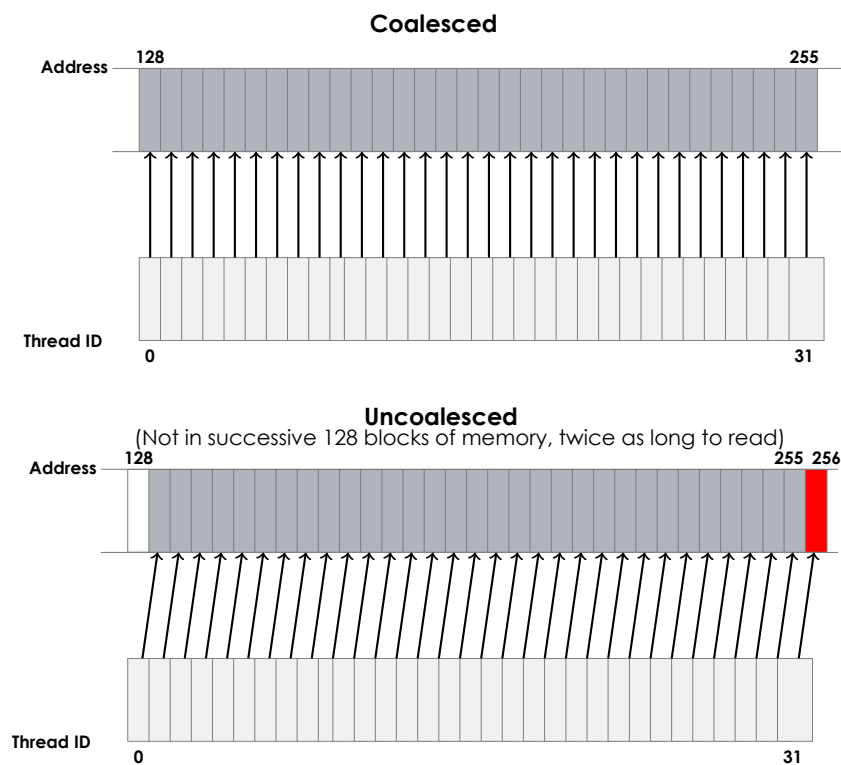 Coalesced
128 255
Address
Thread ID
0 31
Uncoalesced
(Not in successive 128 blocks of memory, twice as long to read)
128 255 256
Address
Thread ID
0 31